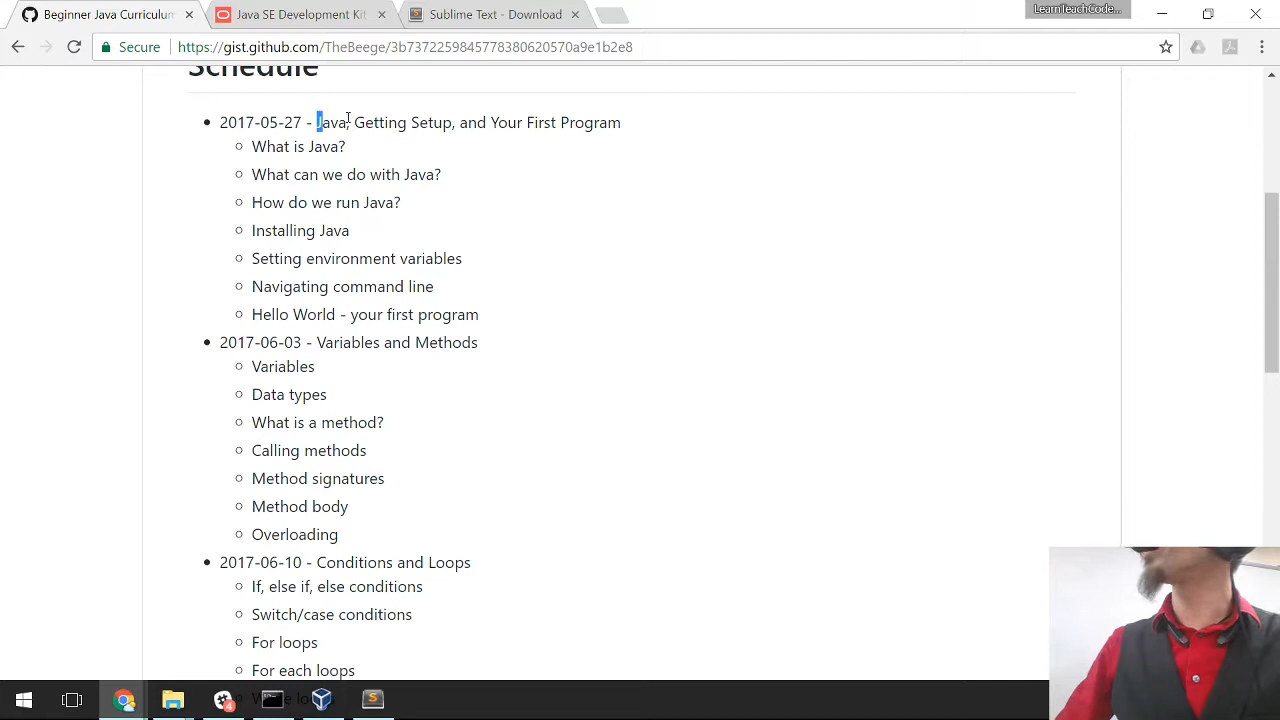 Beginner Java Curriculum
Java SE Development Kit
Sublime Text - Download
LearnTeachCode...
Secure
https://gist.github.com/TheBeege/3b7372259845778380620570a9e1b2e8
Schedule
2017-05-27 - Java, Getting Setup, and Your First Program
What is Java?
What can we do with Java?
How do we run Java?
Installing Java
Setting environment variables
Navigating command line
Hello World - your first program
2017-06-03 - Variables and Methods
Variables
Data types
What is a method?
Calling methods
Method signatures
Method body
Overloading
2017-06-10 - Conditions and Loops
If, else if, else conditions
Switch/case conditions
For loops
For each loops
4